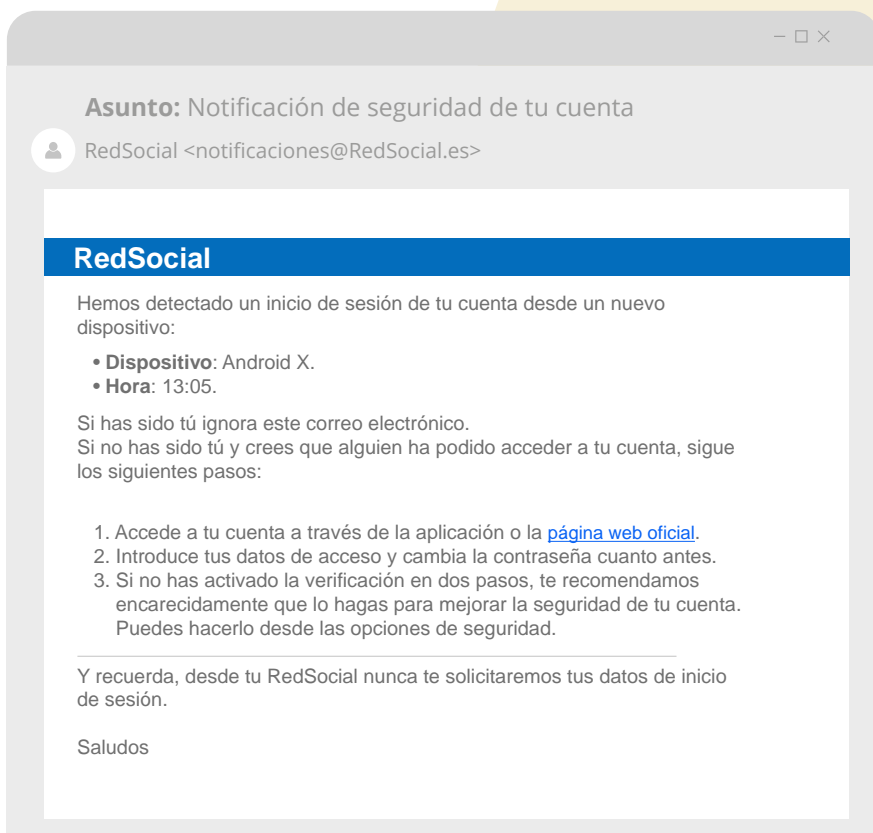 Asunto: Notificación de seguridad de tu cuenta
RedSocial <notificaciones@RedSocial.es>
RedSocial
Hemos detectado un inicio de sesión de tu cuenta desde un nuevo
dispositivo:
• Dispositivo: Android X.
• Hora: 13:05.
Si has sido tú ignora este correo electrónico.
Si no has sido tú y crees que alguien ha podido acceder a tu cuenta, sigue
los siguientes pasos:
1. Accede a tu cuenta a través de la aplicación o la página web oficial.
2. Introduce tus datos de acceso y cambia la contraseña cuanto antes.
3. Si no has activado la verificación en dos pasos, te recomendamos
encarecidamente que lo hagas para mejorar la seguridad de tu cuenta.
Puedes hacerlo desde las opciones de seguridad.
Y recuerda, desde tu RedSocial nunca te solicitaremos tus datos de inicio
de sesión.
Saludos